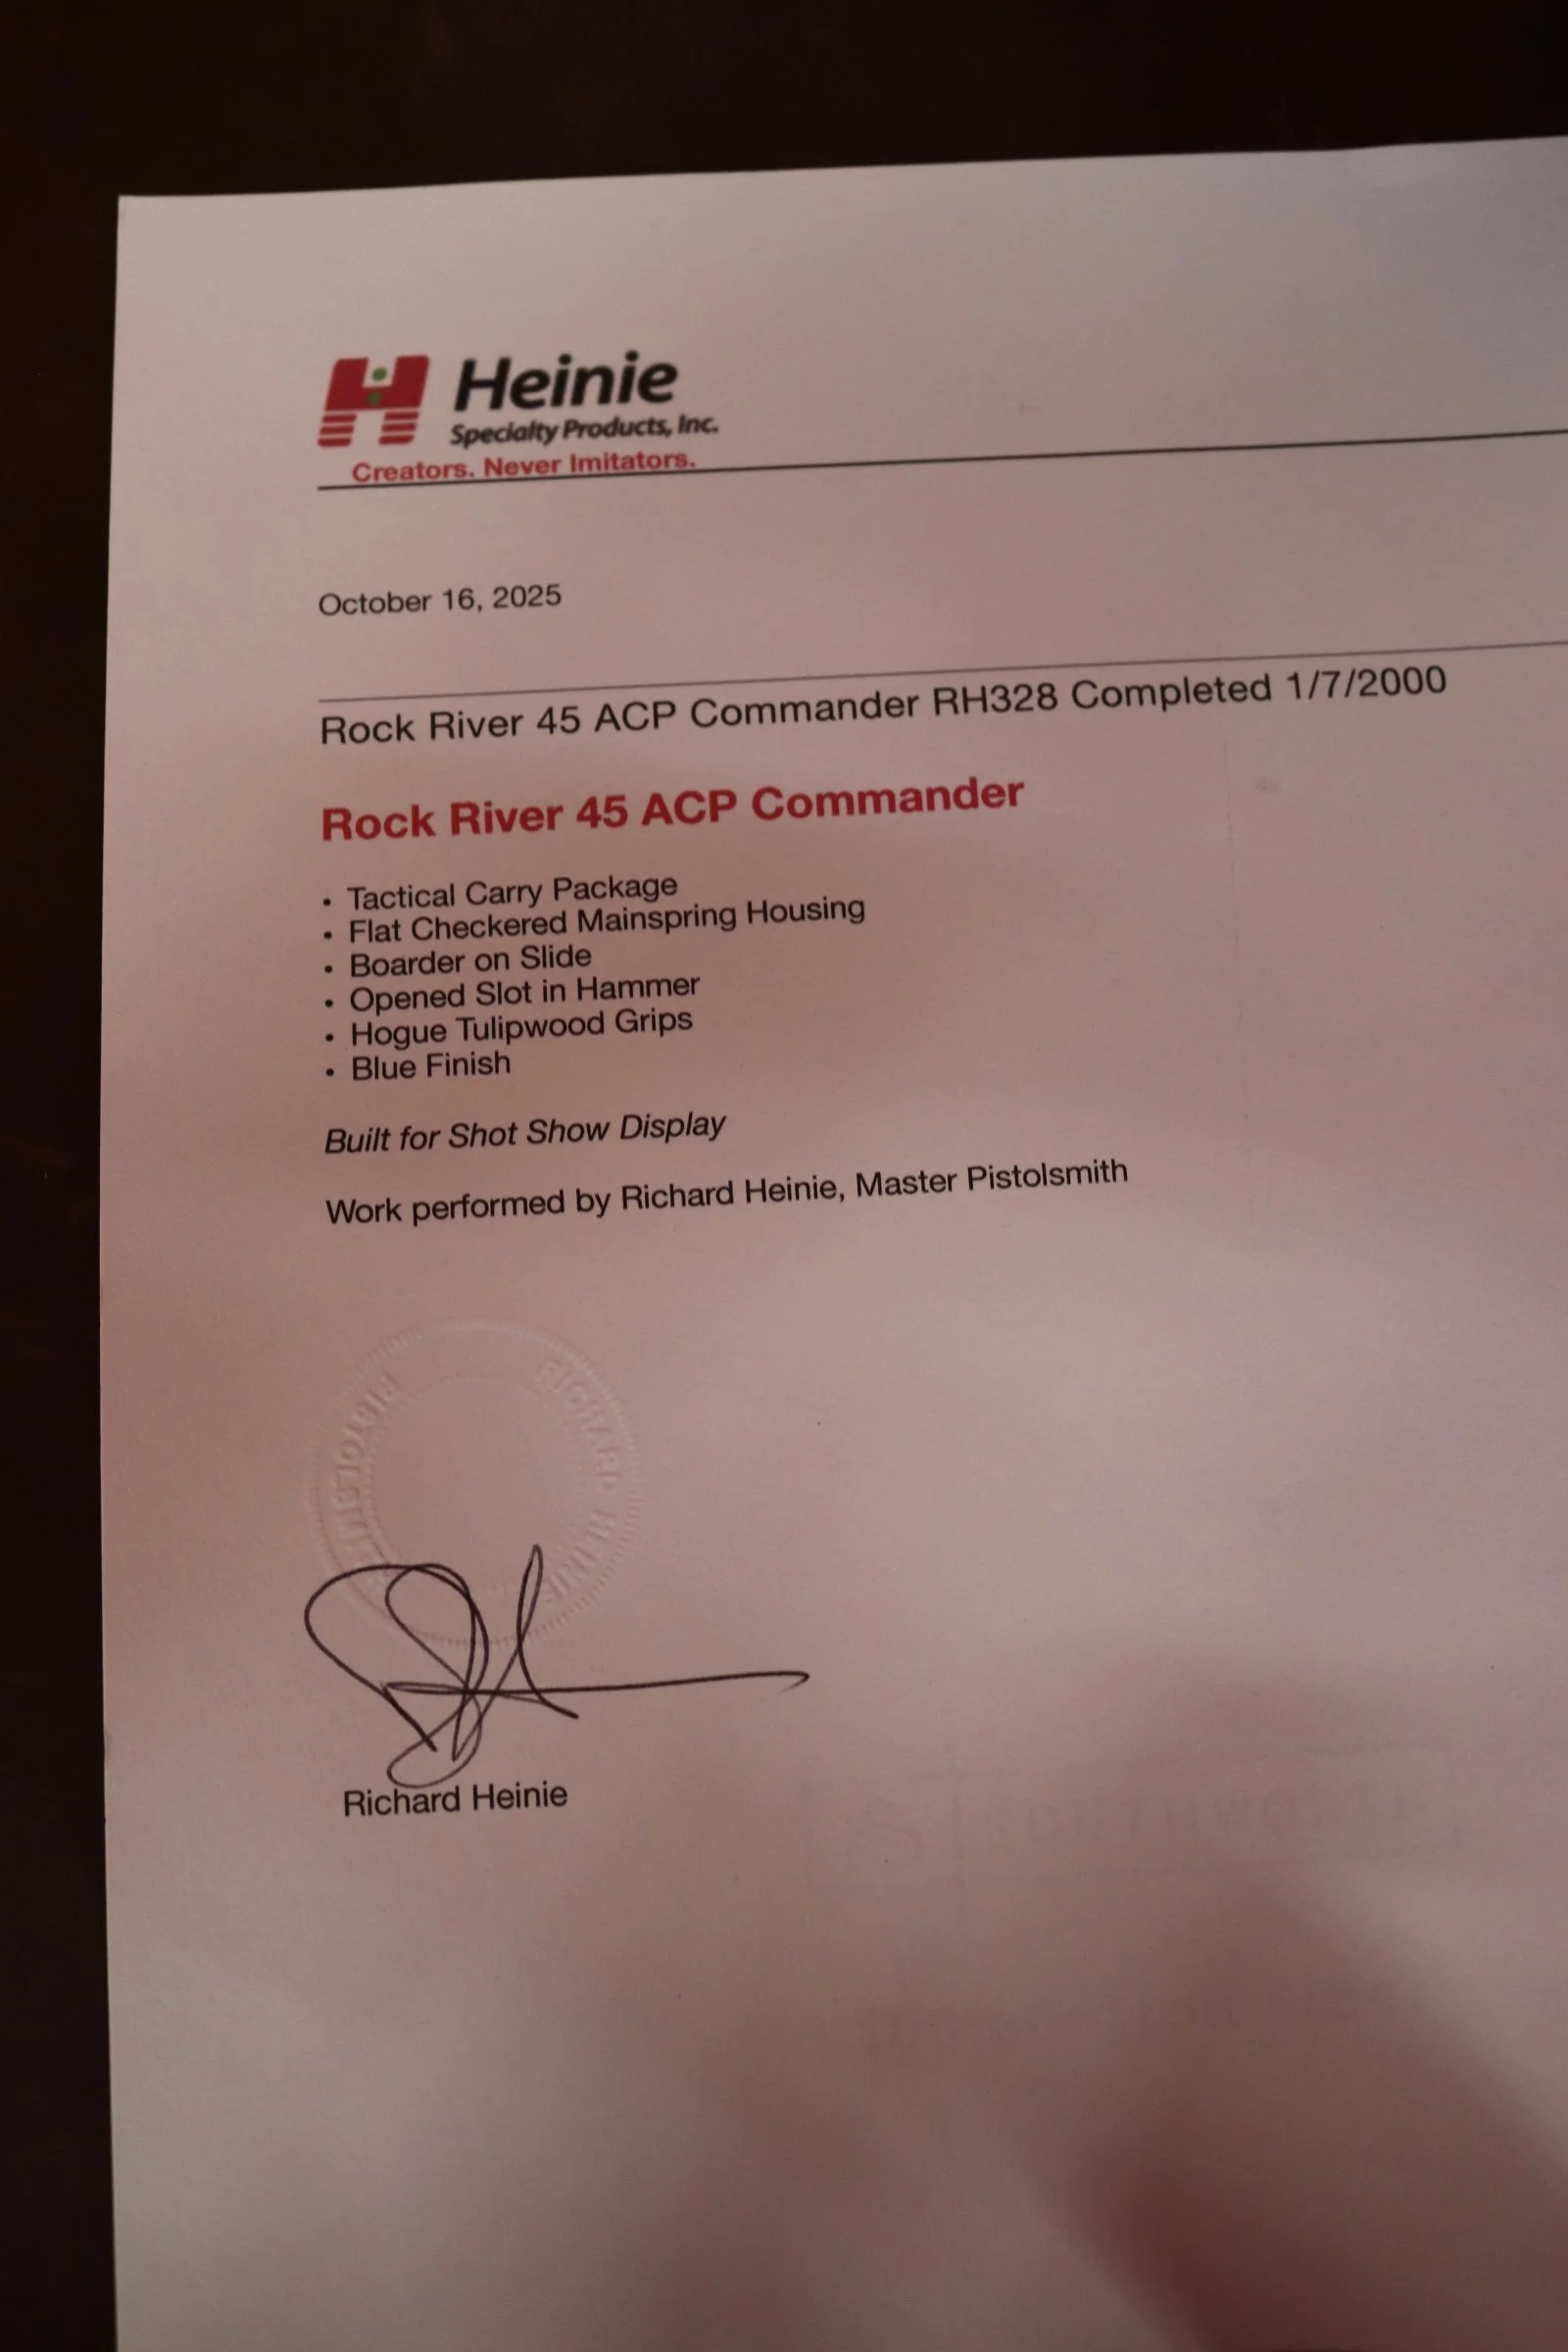 Heinie
Specialty Products, Inc.
Creators. Never Imitators.
October 16, 2025
Rock River 45 ACP Commander RH328 Completed 1/7/2000
Rock River 45 ACP Commander
• Tactical Carry Package
• Flat Checkered Mainspring Housing
• Boarder on Slide
• Opened Slot in Hammer
• Hogue Tulipwood Grips
• Blue Finish
Built for Shot Show Display
Work performed by Richard Heinie, Master Pistolsmith
RICHARD HEINIE
PISTOLSMITH
Richard Heinie